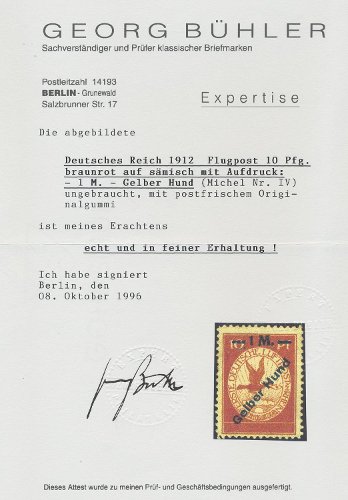 GEORG BÜHLER
Sachverständiger und Prüfer klassischer Briefmarken
Postleitzahl 14193
BERLIN - Grunewald
Salzbrunner Str. 17
Expertise
Die abgebildete
Deutsches Reich 1912 Flugpost 10 Pfg.
braunrot auf sämisch mit Aufdruck:
- 1 M. - Gelber Hund (Michel Nr. IV)
ungebraucht, mit postfrischem Origi-
nalgummi
ist meines Erachtens
echt und in feiner Erhaltung !
Ich habe signiert
Berlin, den
08. Oktober 1996
1 M.
10 Pf
Gelber Hund
Dieses Attest wurde zu meinen Prüf- und Geschäftsbedingungen ausgefertigt.